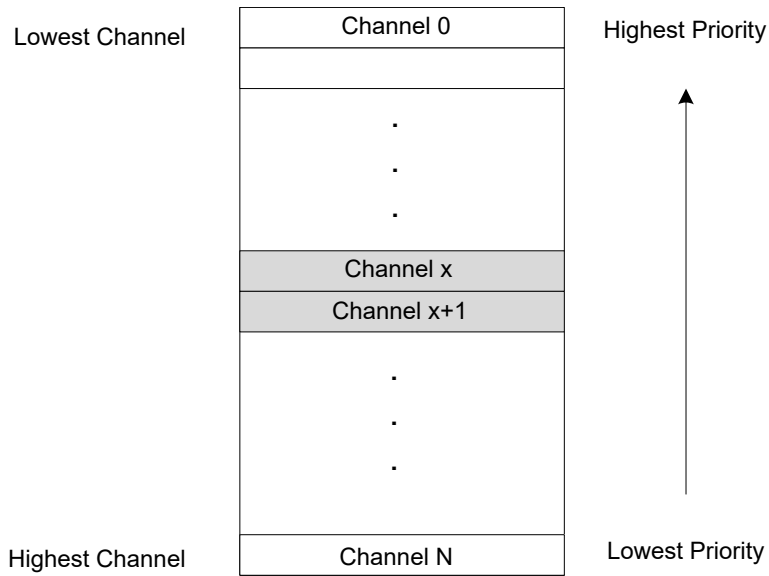 Lowest Channel
Channel 0
Highest Priority
.
.
.
Channel x
Channel x+1
.
.
.
Highest Channel
Channel N
Lowest Priority